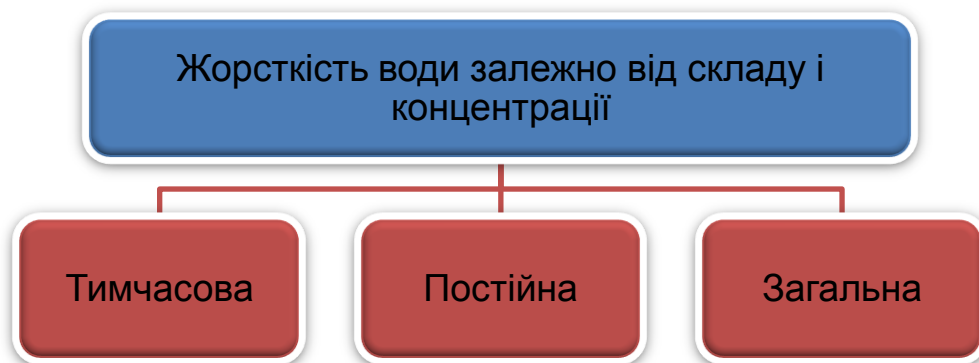 Жорсткість води залежно від складу і
концентрації
Тимчасова
Постійна
Загальна